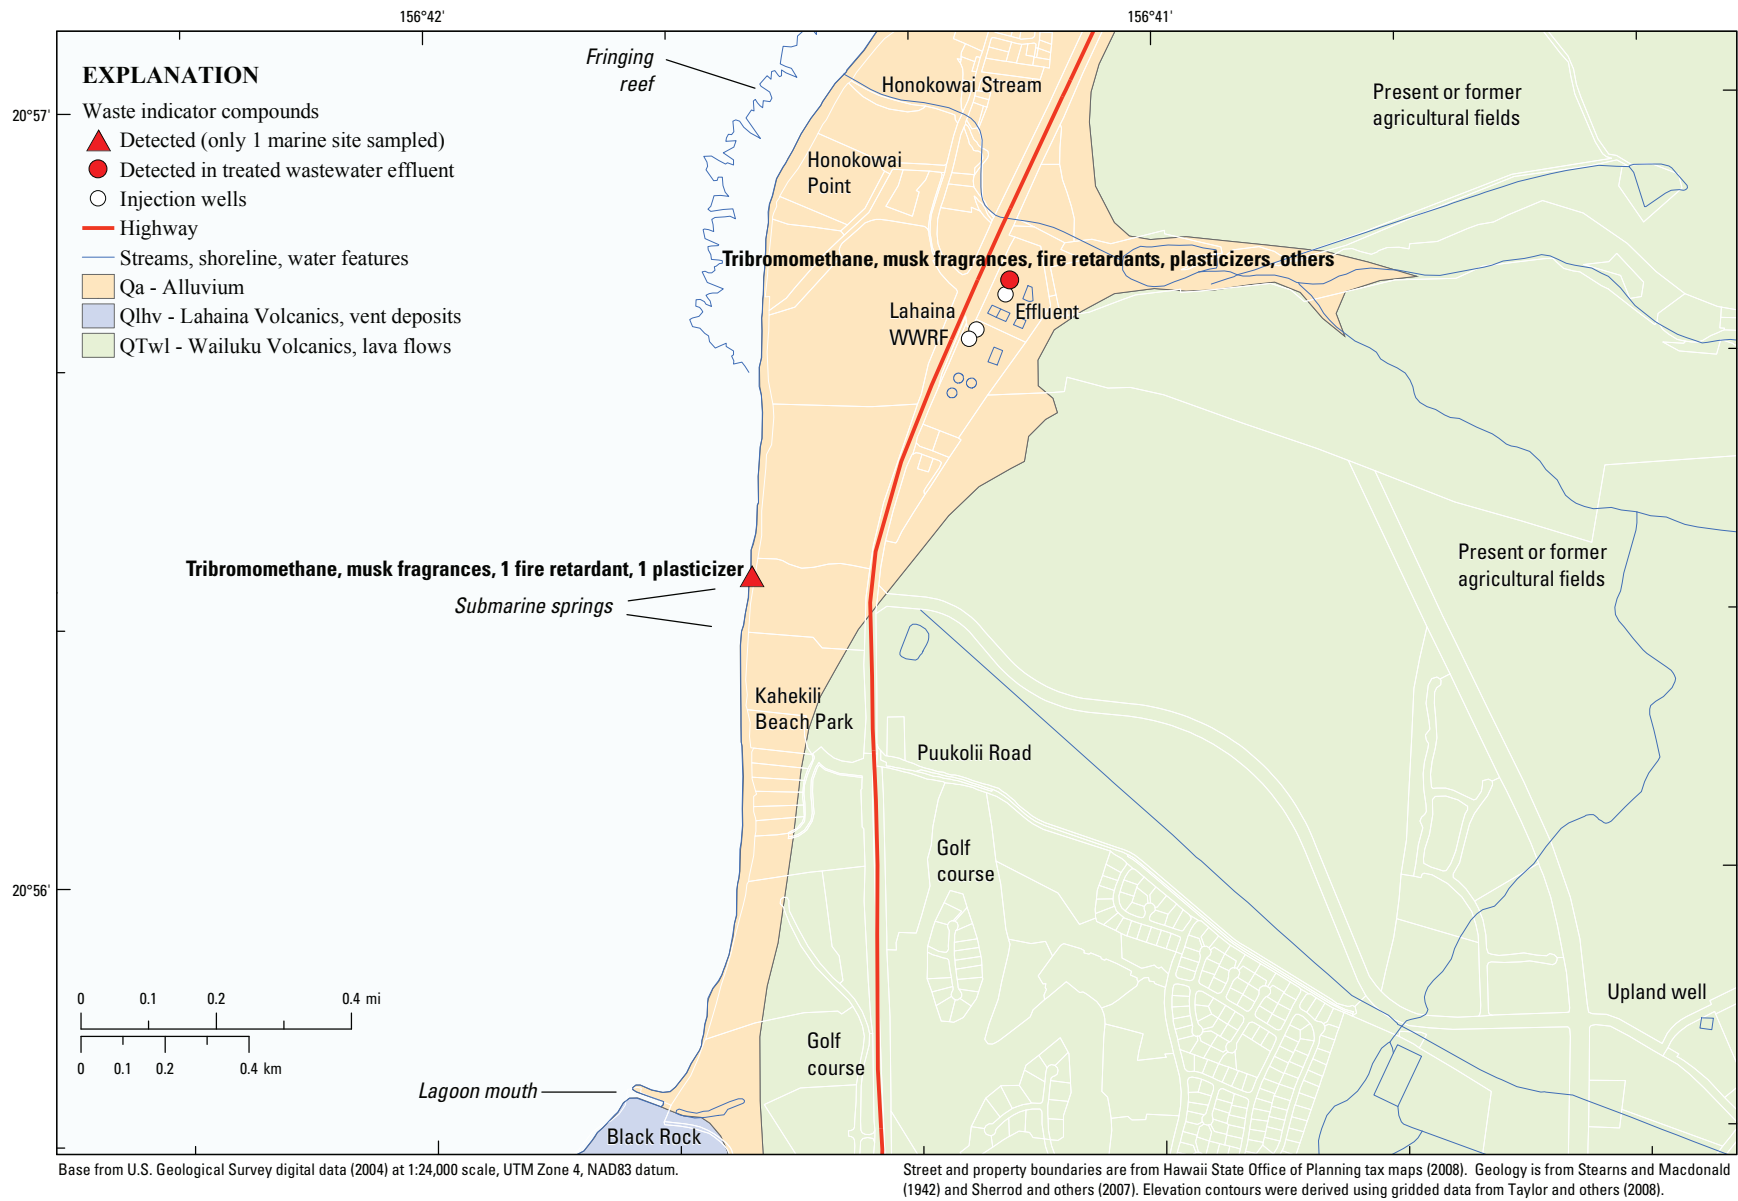 156°42'
156°41'
20°57'
20°56'
EXPLANATION
Waste indicator compounds
Detected (only 1 marine site sampled)
Detected in treated wastewater effluent
Injection wells
Highway
Streams, shoreline, water features
Qa - Alluvium
Qlhv - Lahaina Volcanics, vent deposits
QTwl - Wailuku Volcanics, lava flows
Fringing
reef
Honokowai Stream
Present or former
agricultural fields
Honokowai
Point
Tribromomethane, musk fragrances, fire retardants, plasticizers, others
Lahaina
WWRF
Effluent
Tribromomethane, musk fragrances, 1 fire retardant, 1 plasticizer
Submarine springs
Present or former
agricultural fields
Kahekili
Beach Park
Puukolii Road
Golf
course
Upland well
Golf
course
0 0.1 0.2 0.4 mi
0 0.1 0.2 0.4 km
Lagoon mouth
Black Rock
Base from U.S. Geological Survey digital data (2004) at 1:24,000 scale, UTM Zone 4, NAD83 datum.
Street and property boundaries are from Hawaii State Office of Planning tax maps (2008). Geology is from Stearns and Macdonald
(1942) and Sherrod and others (2007). Elevation contours were derived using gridded data from Taylor and others (2008).